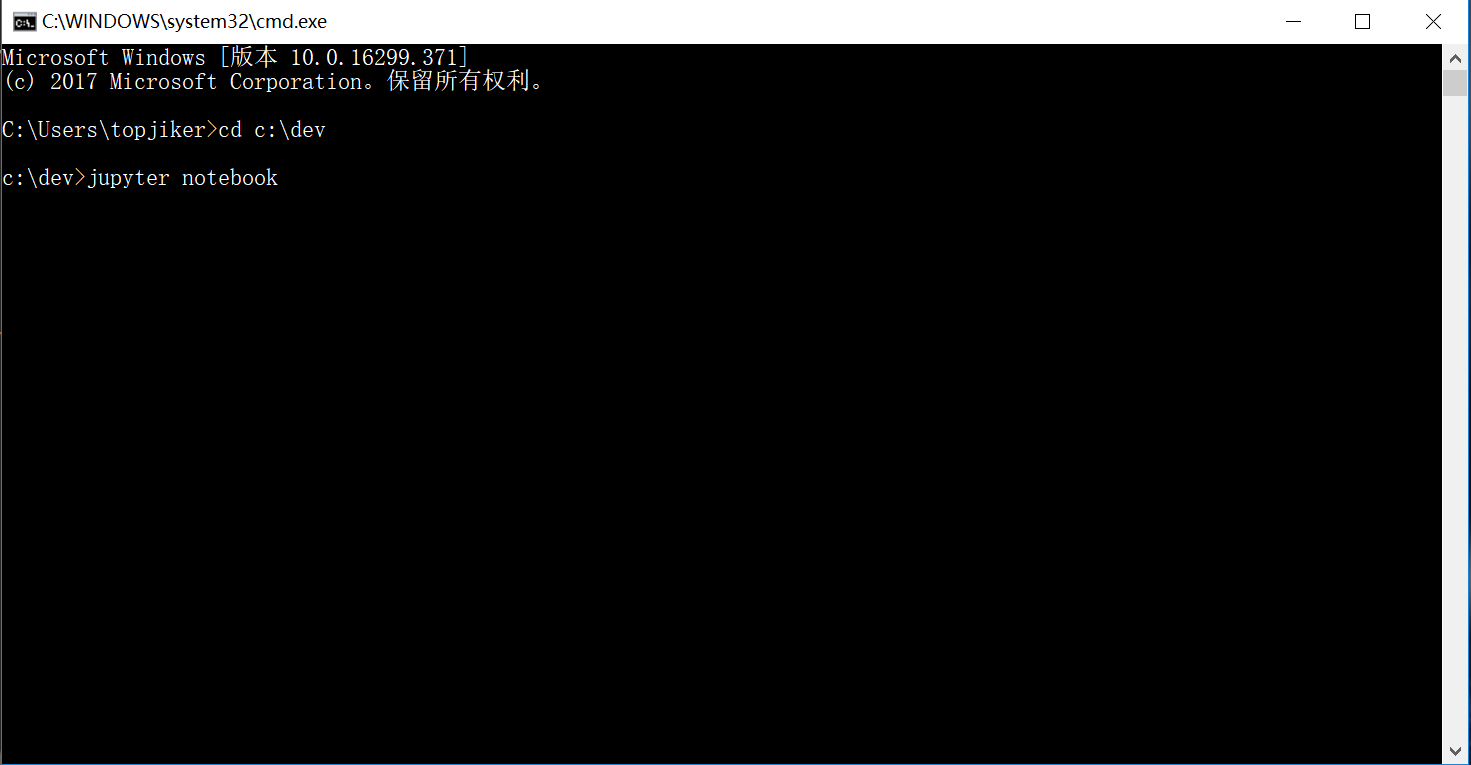 C:\WINDOWS\system32\cmd.exe
Microsoft Windows [版本 10.0.16299.371]
(c) 2017 Microsoft Corporation。保留所有权利。
C:\Users\topjiker>cd c:\dev
c:\dev>jupyter notebook